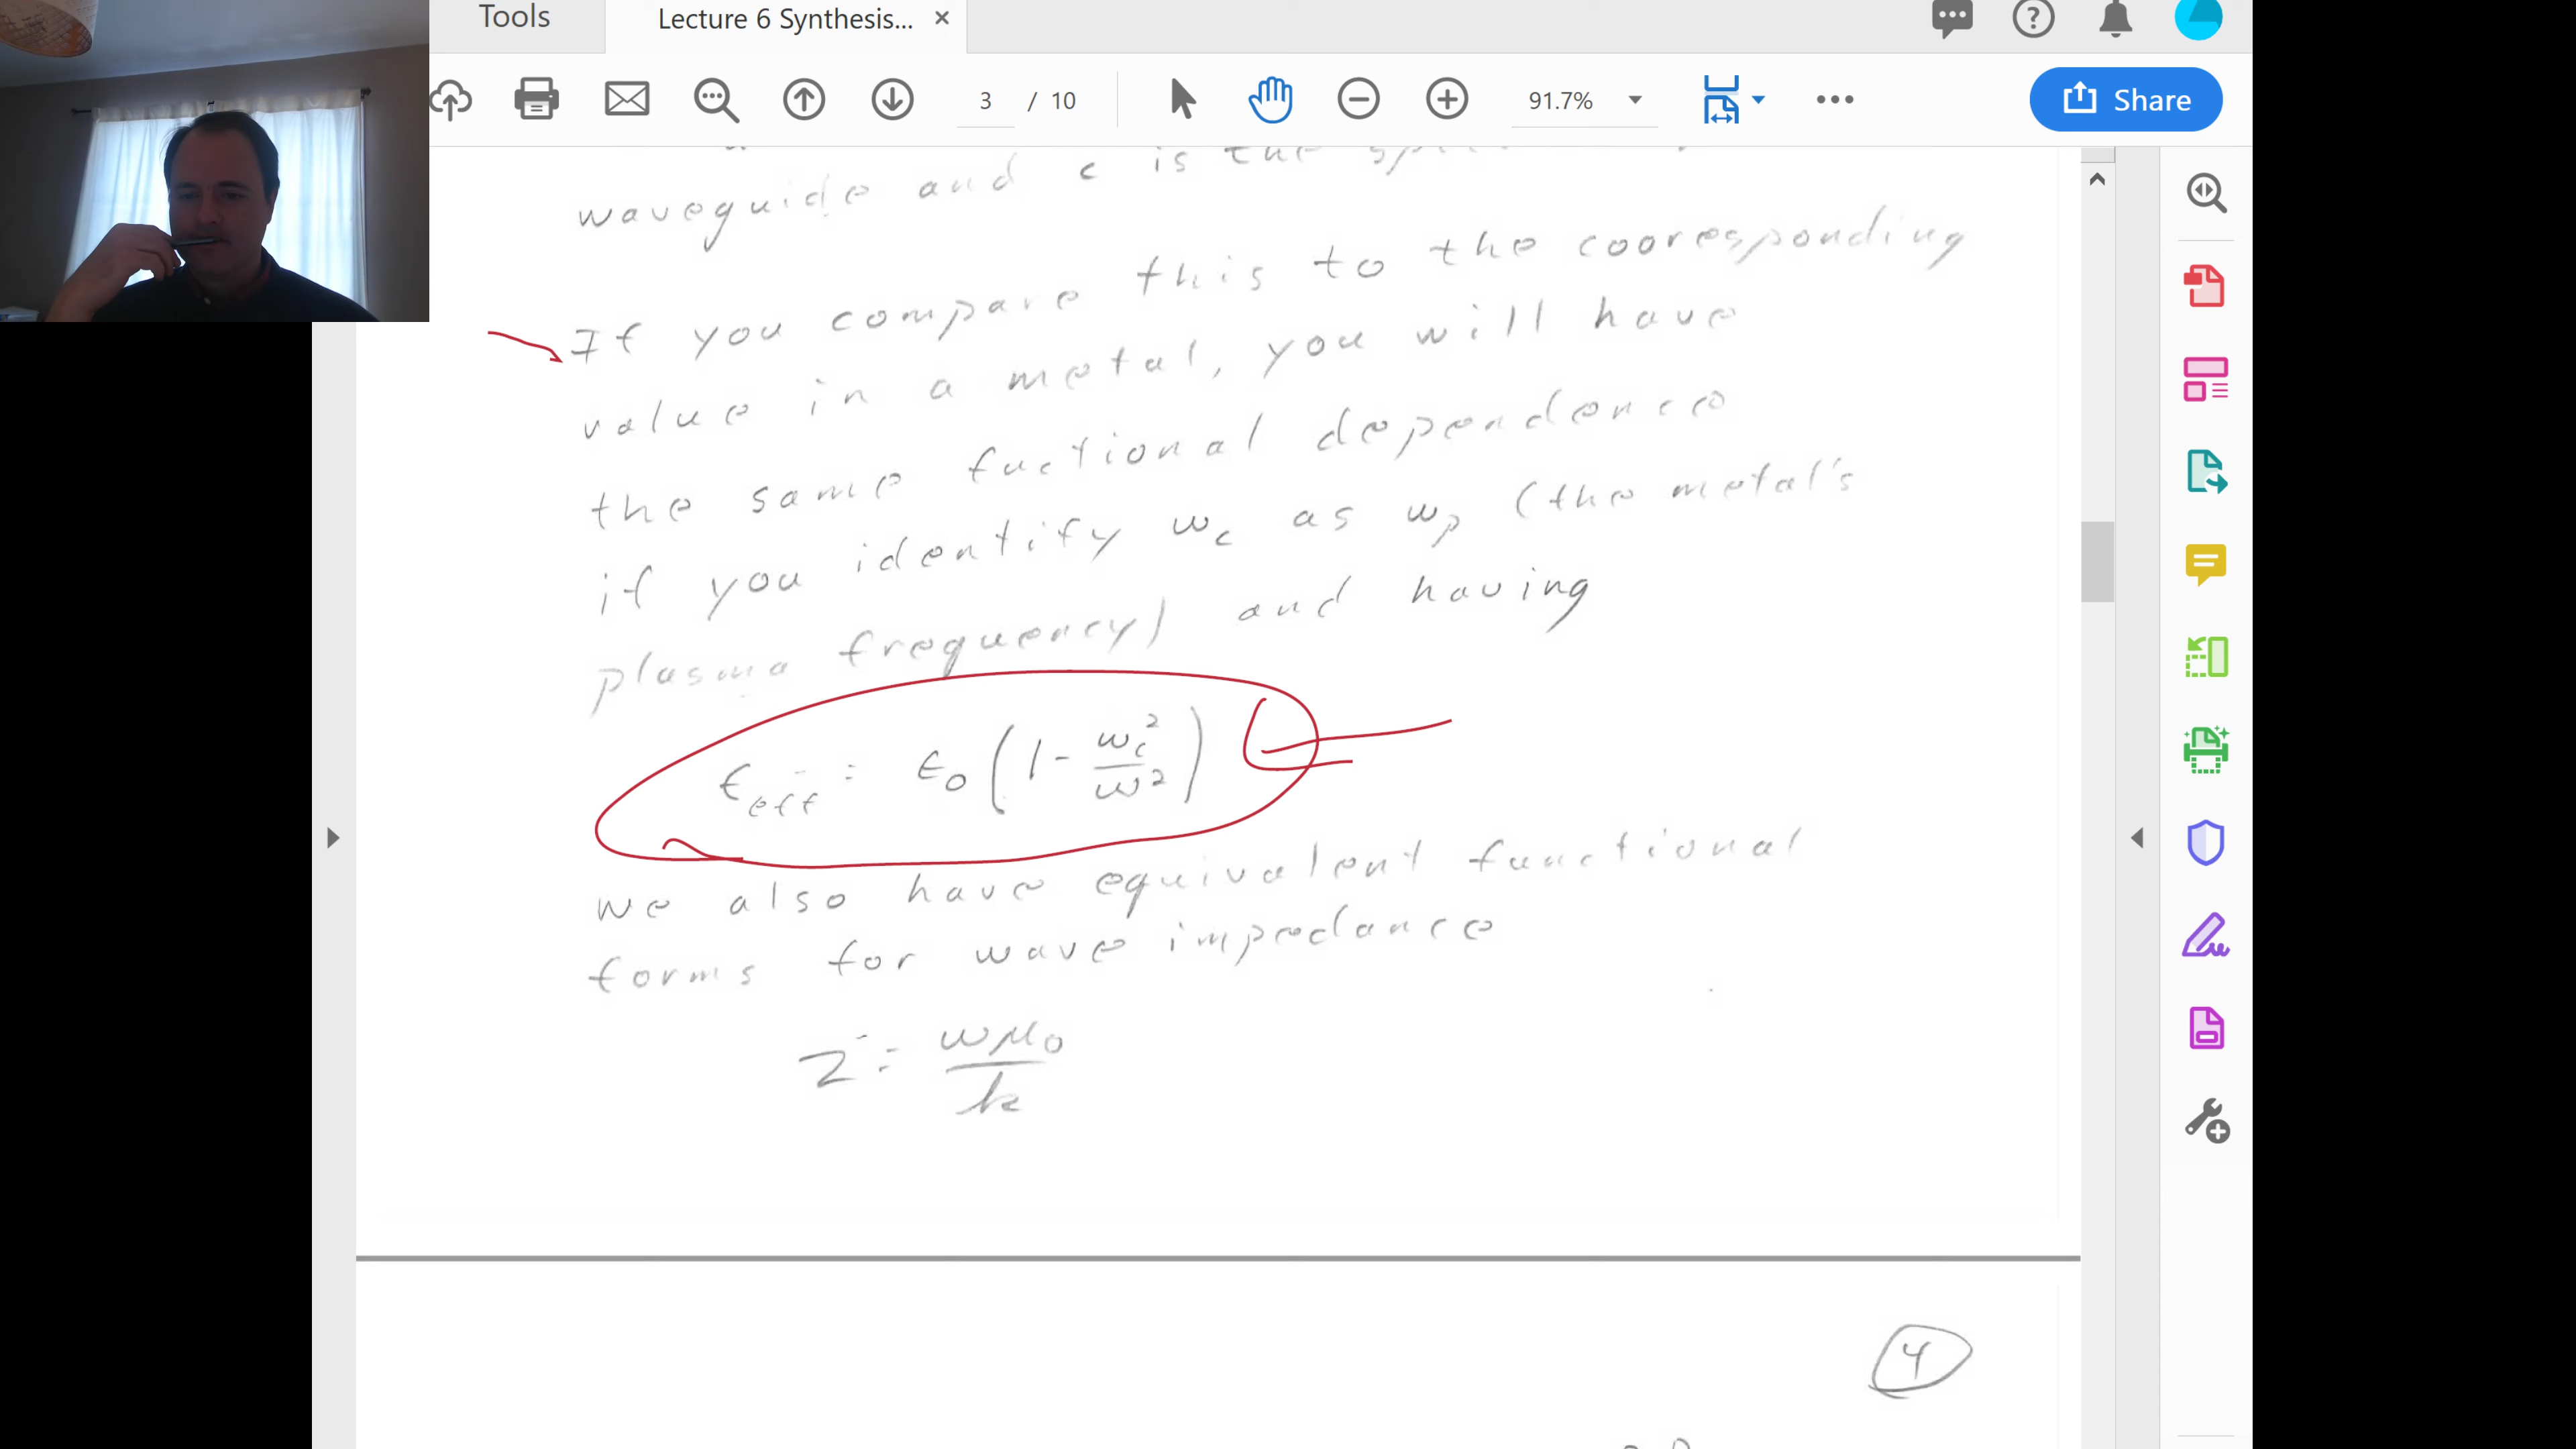 Tools
Lecture 6 Synthesis...
3 / 10
91.7%
Share
waveguide and c is the
If you compare this to the cooresponding
value in a metal, you will have
the same fuctional dependence
if you identify ωc as ωp (the metal's
plasma frequency) and having
ϵeff = ϵ0 (1 - ωc²/ω²)
we also have equivalent functional
forms for wave impedance
Z = ωμ0/k
4